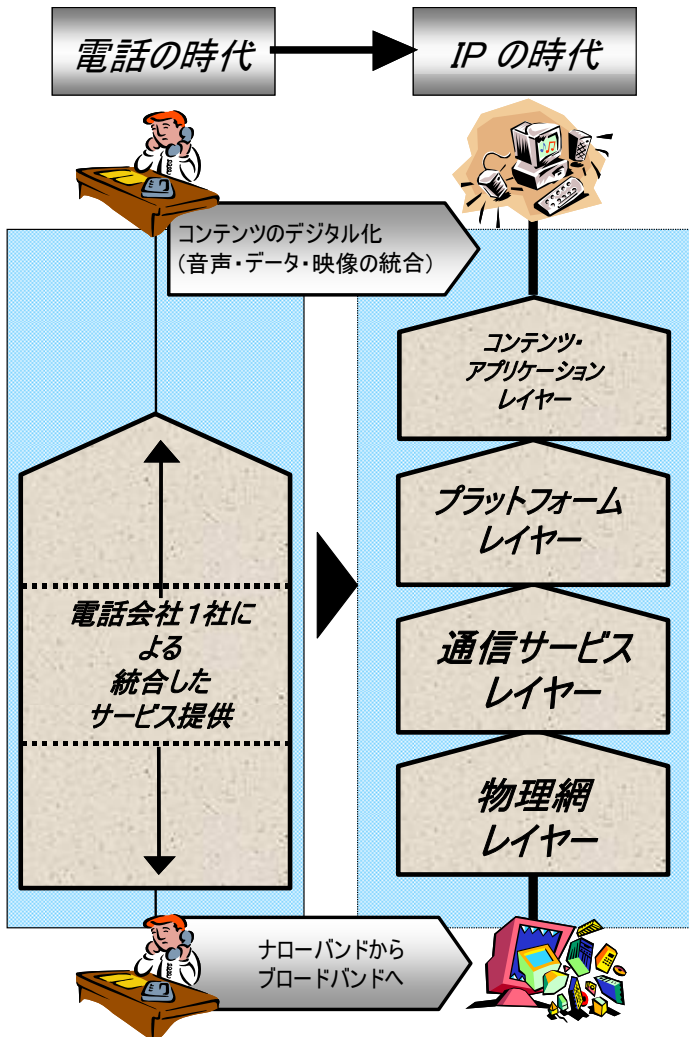 電話の時代
IP の時代
コンテンツのデジタル化
(音声・データ・映像の統合)
電話会社1社に
よる
統合した
サービス提供
コンテンツ・
アプリケーション
レイヤー
プラットフォーム
レイヤー
通信サービス
レイヤー
物理網
レイヤー
ナローバンドから
ブロードバンドへ